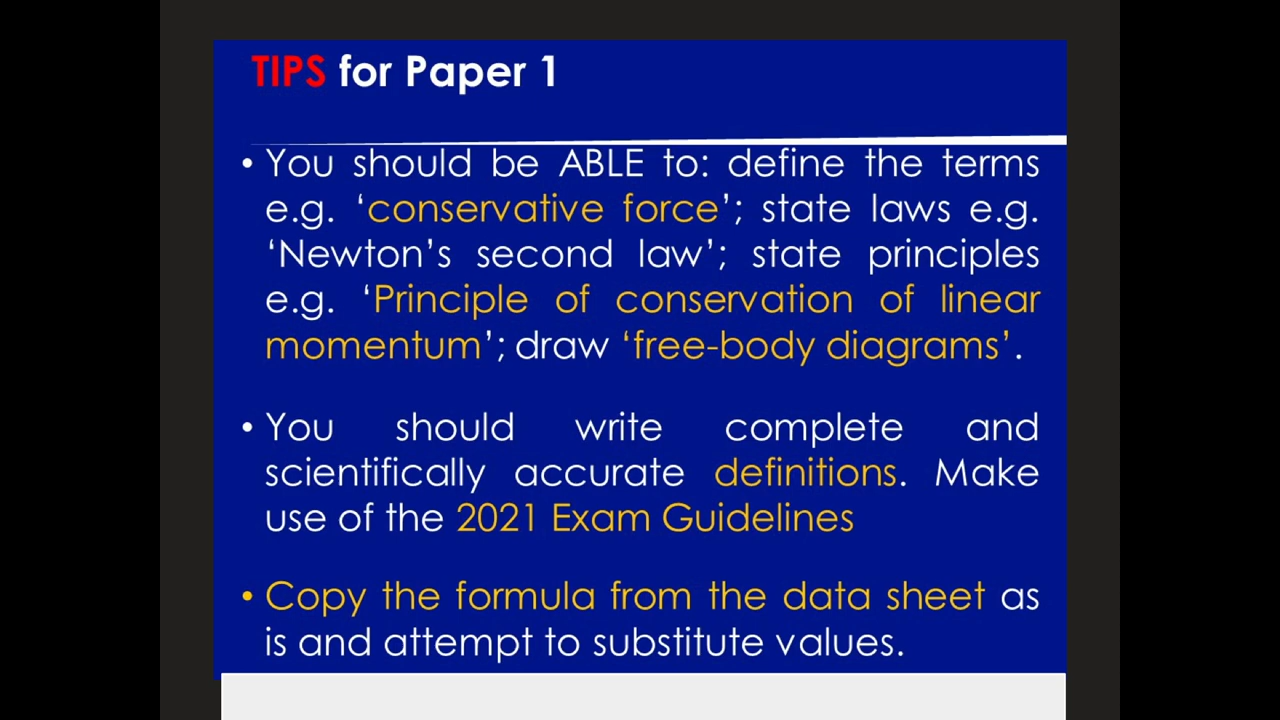 TIPS for Paper 1
• You should be ABLE to: define the terms
e.g. ‘conservative force’; state laws e.g.
‘Newton’s second law’; state principles
e.g. ‘Principle of conservation of linear
momentum’; draw ‘free-body diagrams’.
• You should write complete and
scientifically accurate definitions. Make
use of the 2021 Exam Guidelines
• Copy the formula from the data sheet as
is and attempt to substitute values.